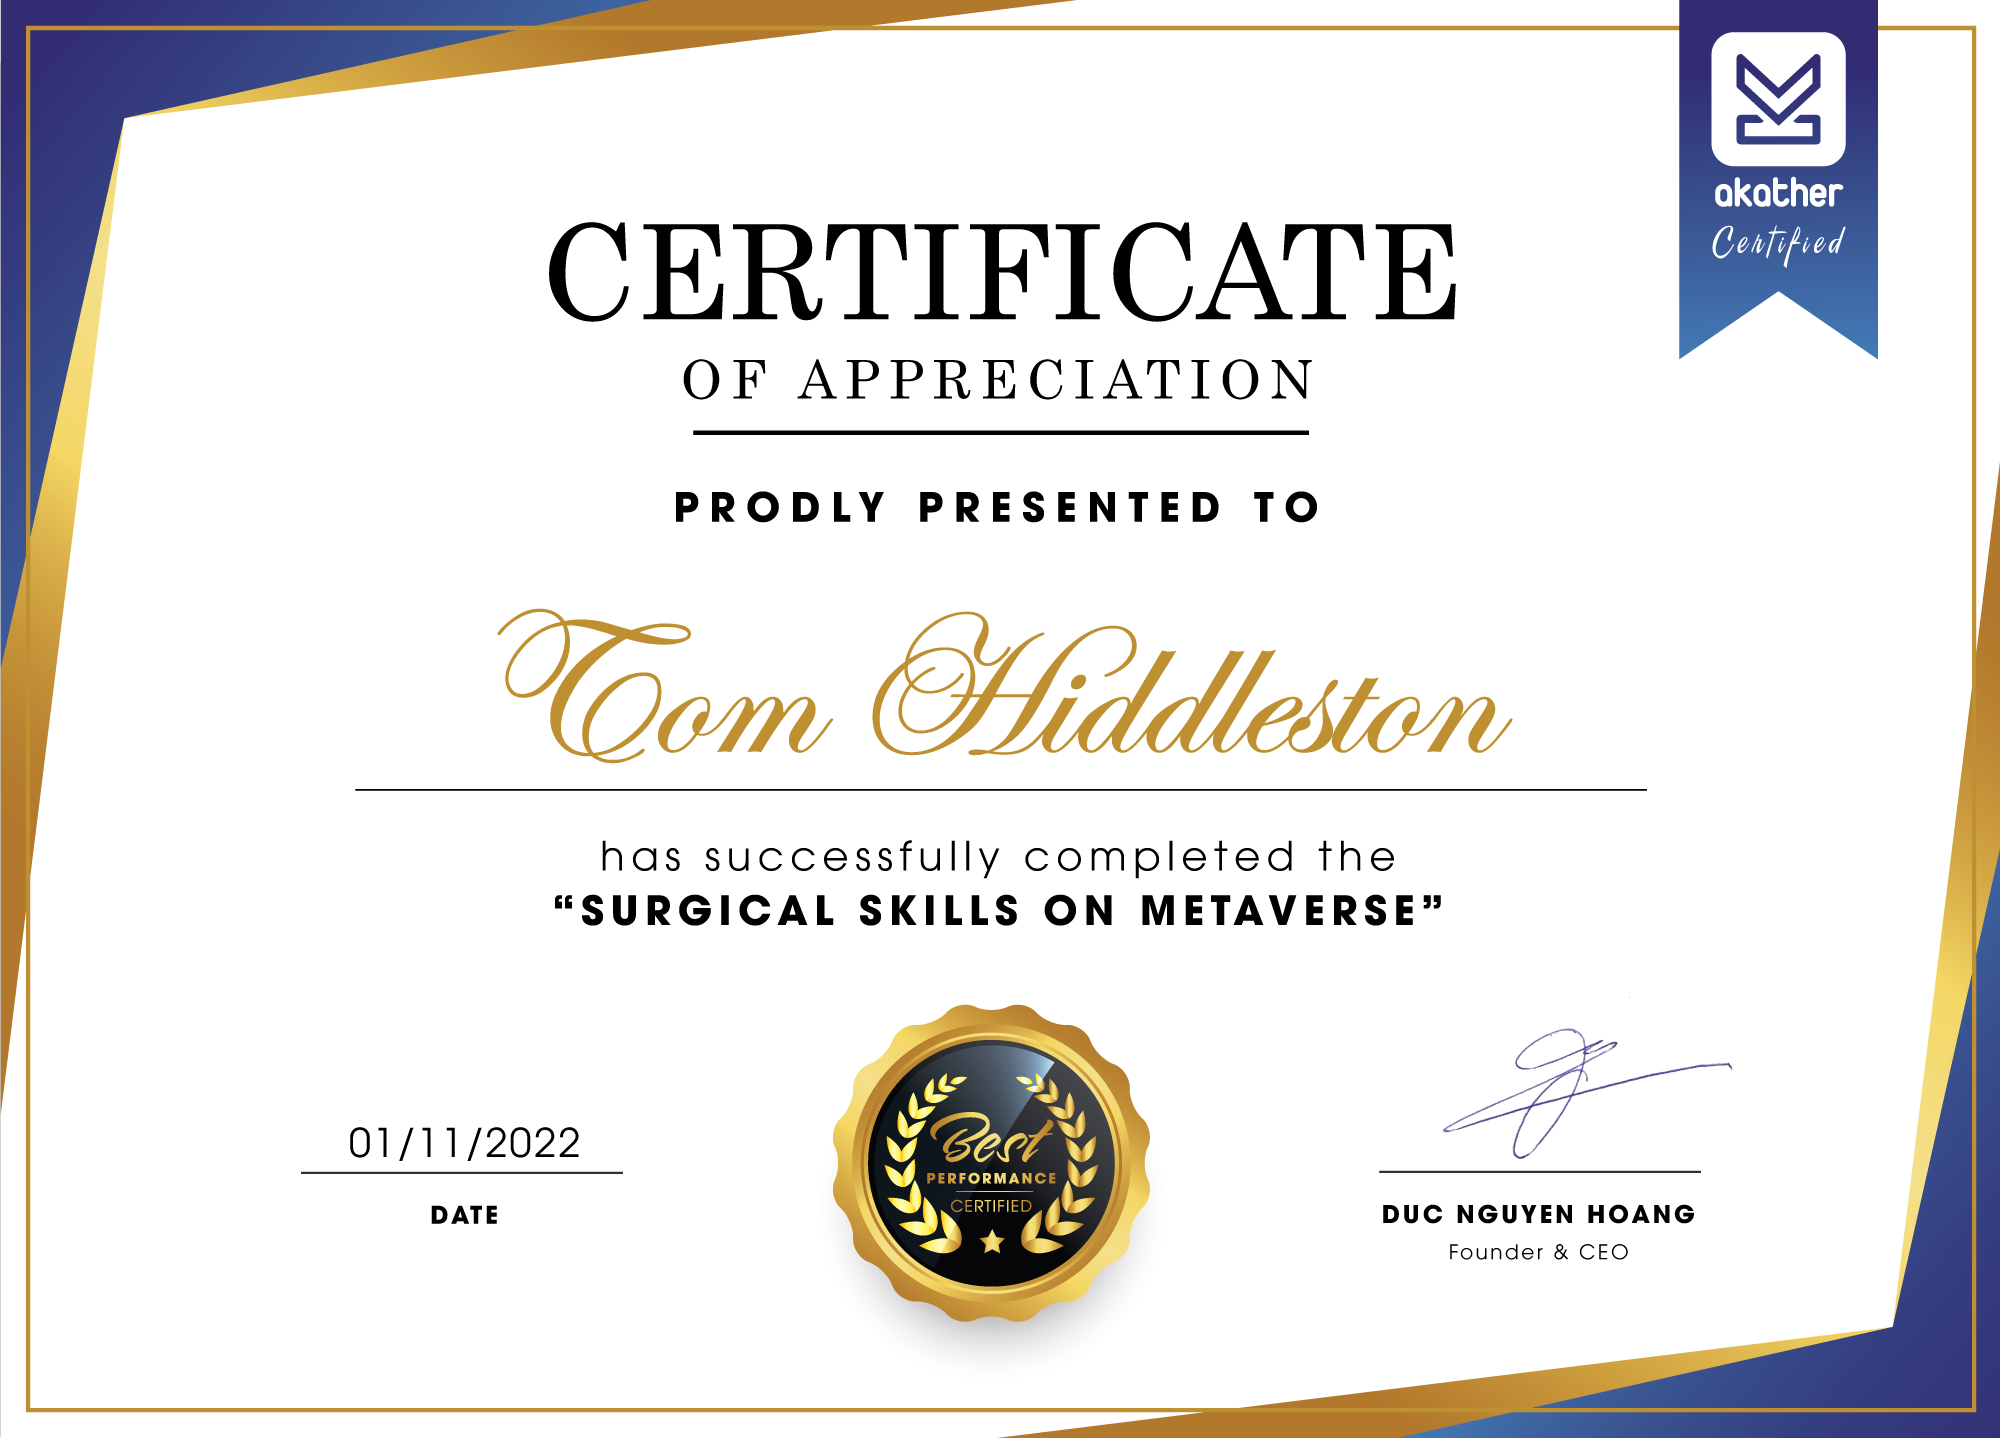 akather
Certified
CERTIFICATE
OF APPRECIATION
PRODLY PRESENTED TO
Tom Hiddleston
has successfully completed the
“SURGICAL SKILLS ON METAVERSE”
01/11/2022
DATE
Best
PERFORMANCE
CERTIFIED
DUC NGUYEN HOANG
Founder & CEO